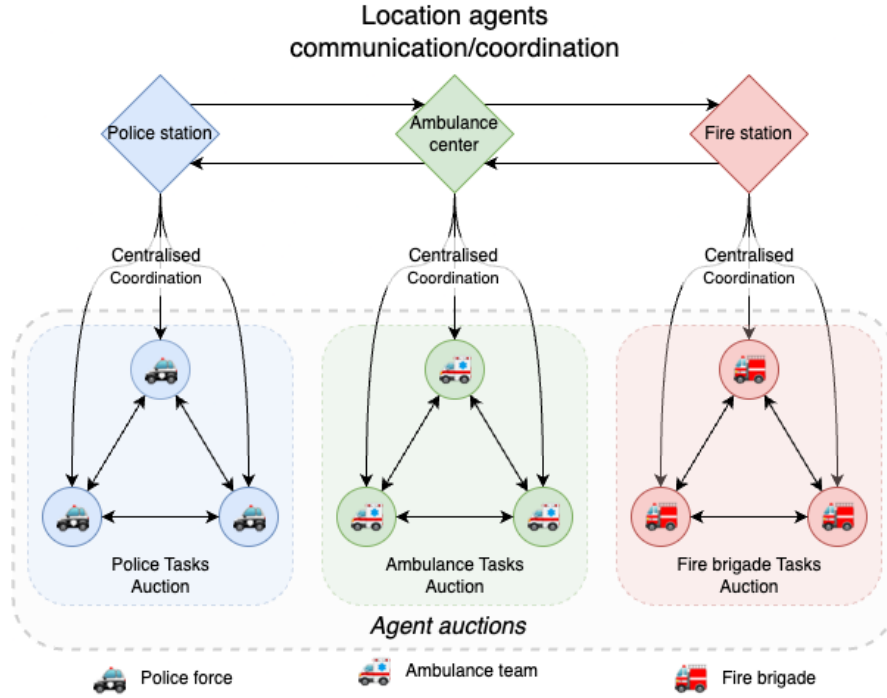 Location agents
communication/coordination
Police station
Ambulance
center
Fire station
Centralised
Coordination
Centralised
Coordination
Centralised
Coordination
Police Tasks
Auction
Ambulance Tasks
Auction
Fire brigade Tasks
Auction
Agent auctions
Police force
Ambulance team
Fire brigade